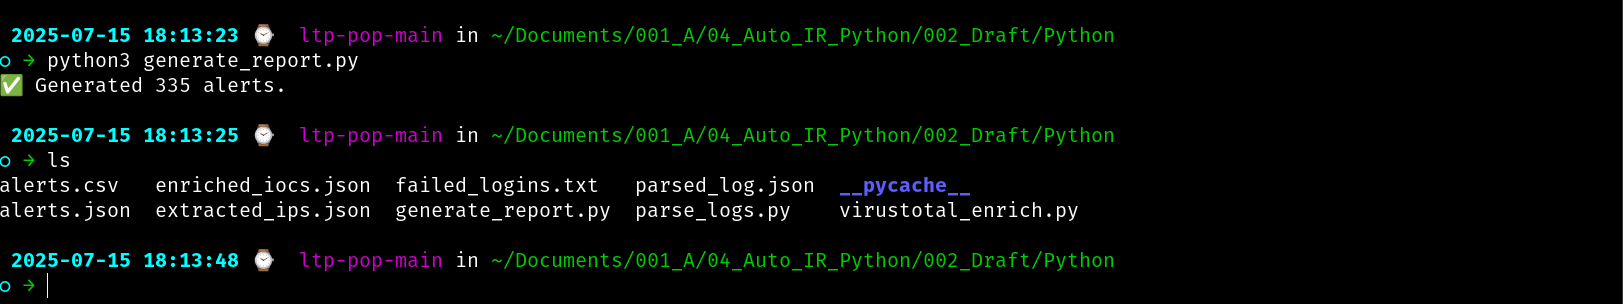 2025-07-15 18:13:23 ⌚ ltp-pop-main in ~/Documents/001_A/04_Auto_IR_Python/002_Draft/Python
○ → python3 generate_report.py
✅ Generated 335 alerts.
2025-07-15 18:13:25 ⌚ ltp-pop-main in ~/Documents/001_A/04_Auto_IR_Python/002_Draft/Python
○ → ls
alerts.csv   enriched_iocs.json  failed_logins.txt   parsed_log.json  __pycache__
alerts.json  extracted_ips.json  generate_report.py  parse_logs.py    virustotal_enrich.py
2025-07-15 18:13:48 ⌚ ltp-pop-main in ~/Documents/001_A/04_Auto_IR_Python/002_Draft/Python
○ →